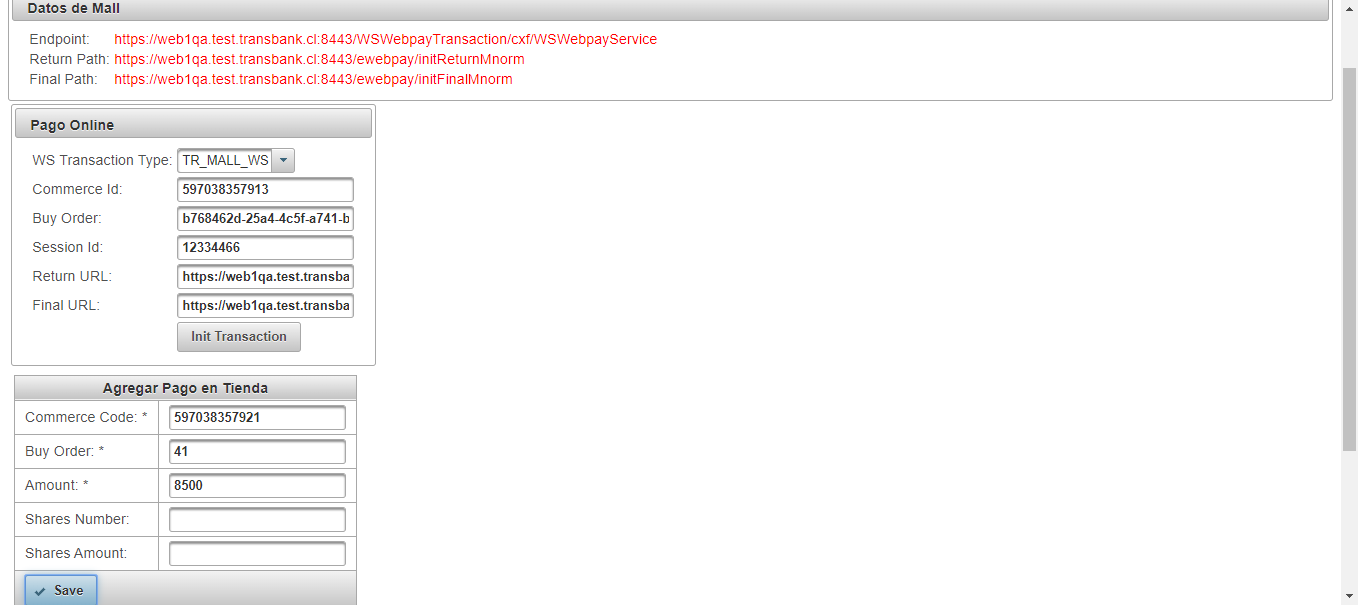 Datos de Mall
Endpoint: https://web1qa.test.transbank.cl:8443/WSWebpayTransaction/cxf/WSWebpayService
Return Path: https://web1qa.test.transbank.cl:8443/ewebpay/initReturnMnorm
Final Path: https://web1qa.test.transbank.cl:8443/ewebpay/initFinalMnorm
Pago Online
WS Transaction Type: TR_MALL_WS
Commerce Id: 597038357913
Buy Order: b768462d-25a4-4c5f-a741-b
Session Id: 12334466
Return URL: https://web1qa.test.transba
Final URL: https://web1qa.test.transba
Init Transaction
Agregar Pago en Tienda
Commerce Code: * 597038357921
Buy Order: * 41
Amount: * 8500
Shares Number:
Shares Amount:
Save